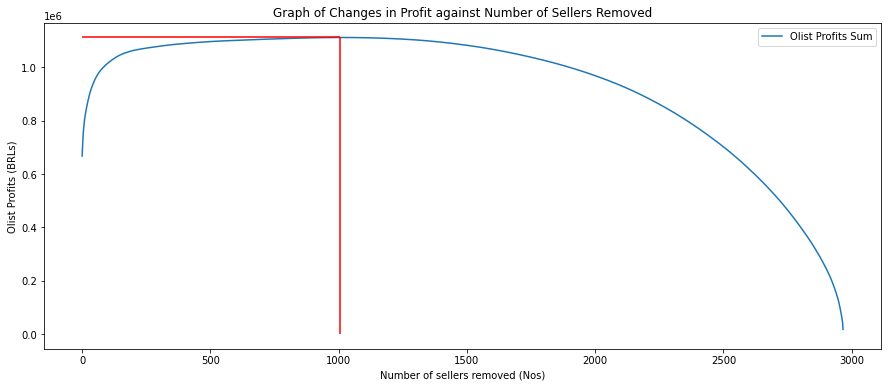 Graph of Changes in Profit against Number of Sellers Removed
1e6
Olist Profits Sum
1.0
0.8
0.6
0.4
0.2
0.0
Olist Profits (BRLs)
0 500 1000 1500 2000 2500 3000
Number of sellers removed (Nos)